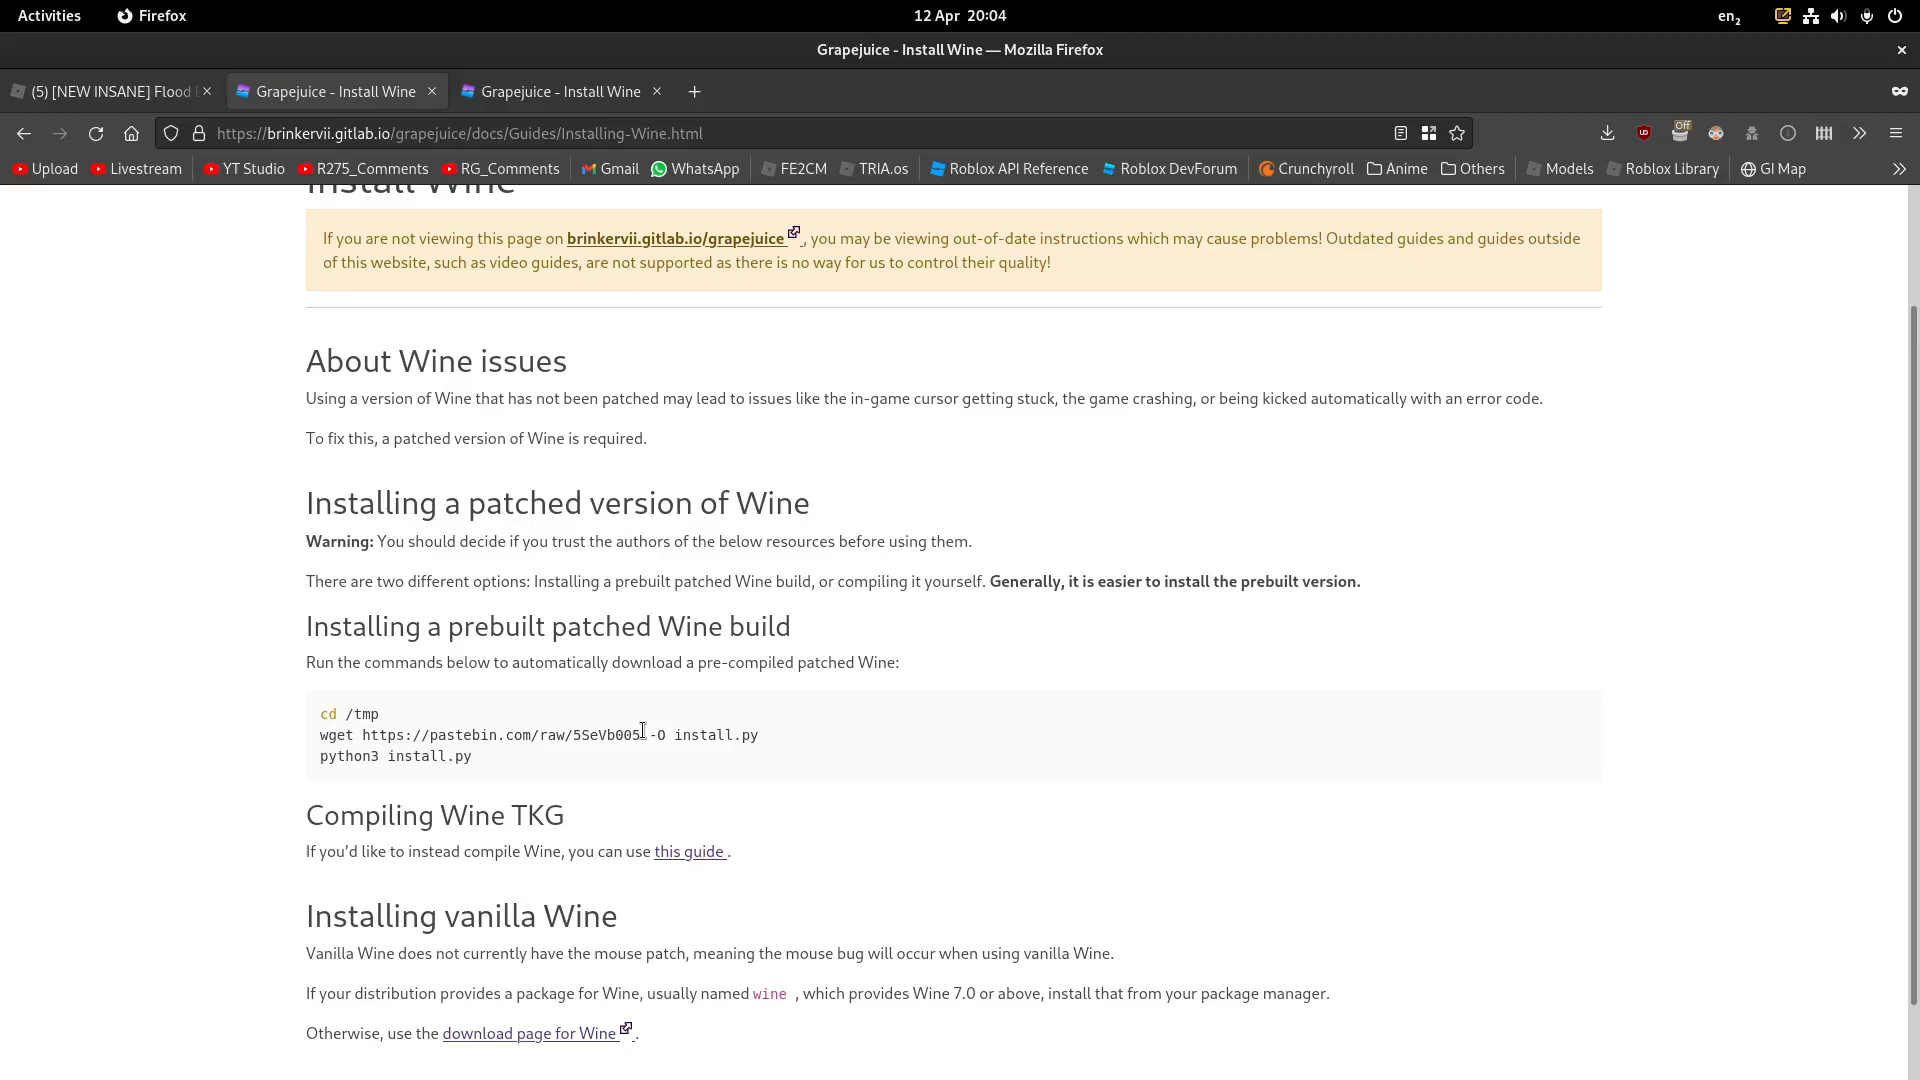 Activities Firefox 12 Apr 20:04 en₂
Grapejuice - Install Wine — Mozilla Firefox
(5) [NEW INSANE] Flood Grapejuice - Install Wine Grapejuice - Install Wine
https://brinkervii.gitlab.io/grapejuice/docs/Guides/Installing-Wine.html Off
Upload Livestream YT Studio R275_Comments RG_Comments Gmail WhatsApp FE2CM TRIA.os Roblox API Reference Roblox DevForum Crunchyroll Anime Others Models Roblox Library GI Map
Install Wine
If you are not viewing this page on brinkervii.gitlab.io/grapejuice , you may be viewing out-of-date instructions which may cause problems! Outdated guides and guides outside
of this website, such as video guides, are not supported as there is no way for us to control their quality!
About Wine issues
Using a version of Wine that has not been patched may lead to issues like the in-game cursor getting stuck, the game crashing, or being kicked automatically with an error code.
To fix this, a patched version of Wine is required.
Installing a patched version of Wine
Warning: You should decide if you trust the authors of the below resources before using them.
There are two different options: Installing a prebuilt patched Wine build, or compiling it yourself. Generally, it is easier to install the prebuilt version.
Installing a prebuilt patched Wine build
Run the commands below to automatically download a pre-compiled patched Wine:
cd /tmp
wget https://pastebin.com/raw/5SeVb005 -O install.py
python3 install.py
Compiling Wine TKG
If you’d like to instead compile Wine, you can use this guide .
Installing vanilla Wine
Vanilla Wine does not currently have the mouse patch, meaning the mouse bug will occur when using vanilla Wine.
If your distribution provides a package for Wine, usually named wine , which provides Wine 7.0 or above, install that from your package manager.
Otherwise, use the download page for Wine .